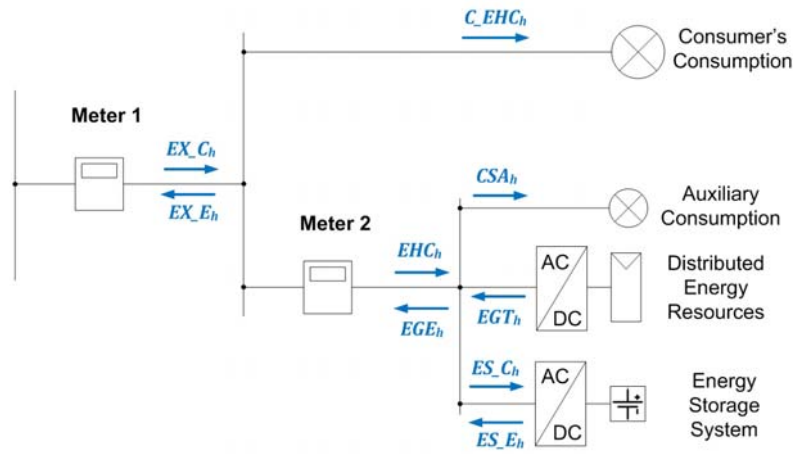 C_EHCₕ
Consumer's
Consumption
Meter 1
EX_Cₕ
EX_Eₕ
CSAₕ
Auxiliary
Consumption
Meter 2
EHCₕ
EGEₕ
AC
DC
EGTₕ
Distributed
Energy
Resources
ES_Cₕ
ES_Eₕ
AC
DC
Energy
Storage
System